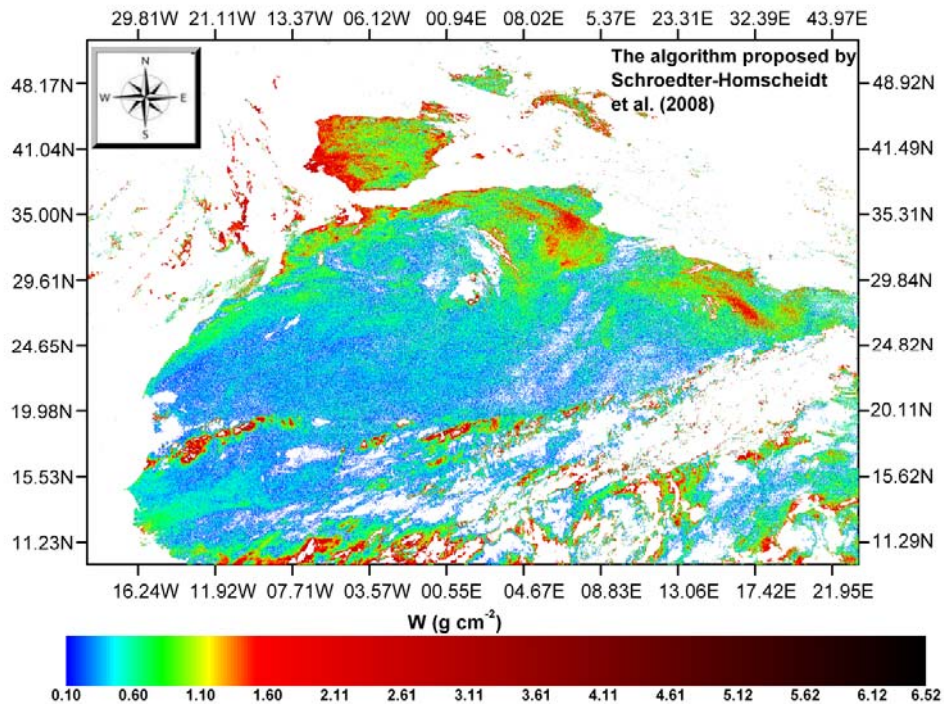 29.81W 21.11W 13.37W 06.12W 00.94W 08.02W 5.37E 23.31E 32.39E 43.97E
The algorithm proposed by
Schroedter-Homscheidt
et al. (2008)
N
W E
S
48.17N 48.92N
41.04N 41.49N
35.00N 35.31N
29.61N 29.84N
24.65N 24.82N
19.98N 20.11N
15.53N 15.62N
11.23N 11.29N
16.24W 11.92W 07.71W 03.57W 00.55W 04.67E 08.83E 13.06E 17.42E 21.95E
W (g cm⁻²)
0.10 0.60 1.10 1.60 2.11 2.61 3.11 3.61 4.11 4.61 5.12 5.62 6.12 6.52